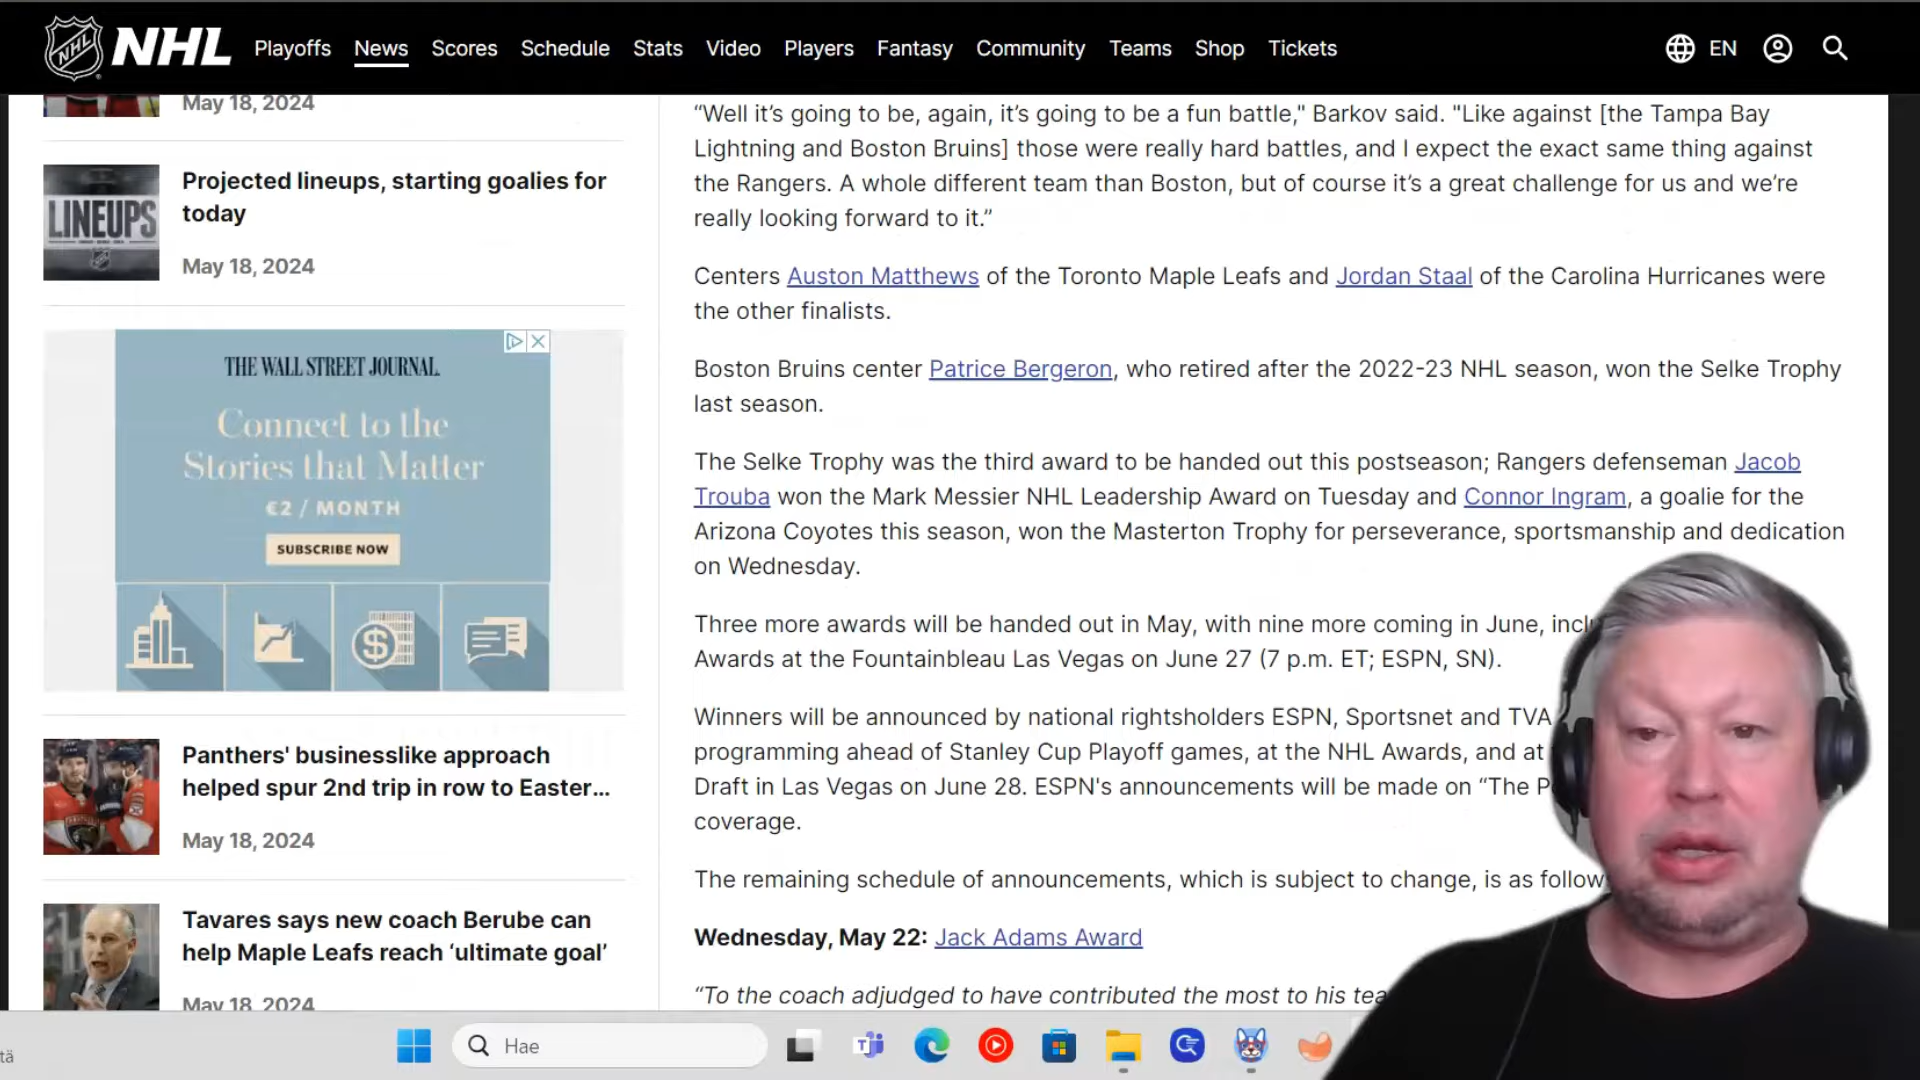 NHL Playoffs News Scores Schedule Stats Video Players Fantasy Community Teams Shop Tickets EN
May 18, 2024
LINEUPS
Projected lineups, starting goalies for
today
May 18, 2024
THE WALL STREET JOURNAL.
Connect to the
Stories that Matter
€2 / MONTH
SUBSCRIBE NOW
Panthers' businesslike approach
helped spur 2nd trip in row to Easter...
May 18, 2024
Tavares says new coach Berube can
help Maple Leafs reach ‘ultimate goal’
May 18, 2024
“Well it’s going to be, again, it’s going to be a fun battle," Barkov said. "Like against [the Tampa Bay
Lightning and Boston Bruins] those were really hard battles, and I expect the exact same thing against
the Rangers. A whole different team than Boston, but of course it’s a great challenge for us and we’re
really looking forward to it.”
Centers Auston Matthews of the Toronto Maple Leafs and Jordan Staal of the Carolina Hurricanes were
the other finalists.
Boston Bruins center Patrice Bergeron, who retired after the 2022-23 NHL season, won the Selke Trophy
last season.
The Selke Trophy was the third award to be handed out this postseason; Rangers defenseman Jacob
Trouba won the Mark Messier NHL Leadership Award on Tuesday and Connor Ingram, a goalie for the
Arizona Coyotes this season, won the Masterton Trophy for perseverance, sportsmanship and dedication
on Wednesday.
Three more awards will be handed out in May, with nine more coming in June,
Awards at the Fountainbleau Las Vegas on June 27 (7 p.m. ET; ESPN, SN).
Winners will be announced by national rightsholders ESPN, Sportsnet and TVA
programming ahead of Stanley Cup Playoff games, at the NHL Awards, and at
Draft in Las Vegas on June 28. ESPN's announcements will be made on “The
coverage.
The remaining schedule of announcements, which is subject to change, is as
Wednesday, May 22: Jack Adams Award
“To the coach adjudged to have contributed the most to his
tä
Hae